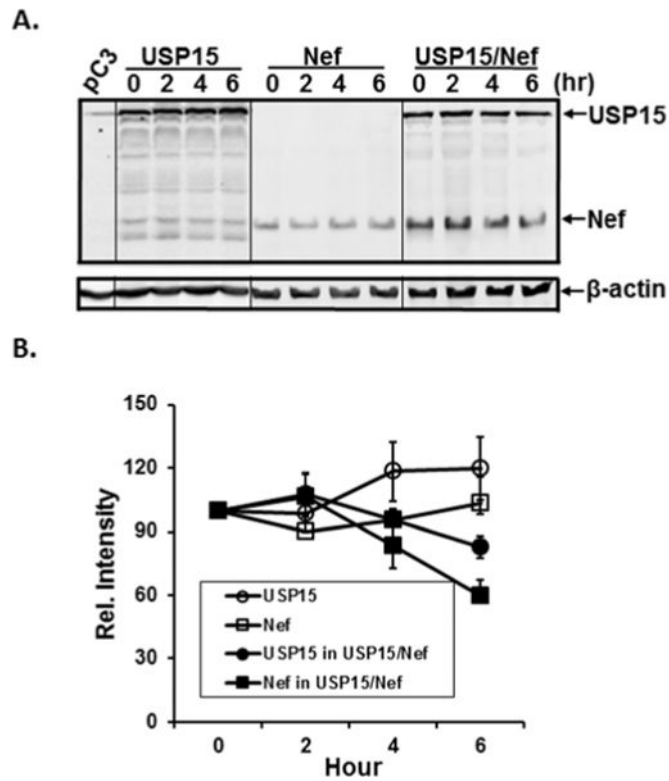 A.
pC3
USP15 Nef USP15/Nef
0 2 4 6 0 2 4 6 0 2 4 6 (hr)
USP15
Nef
β-actin
B.
150
120
90
60
30
0
Rel. Intensity
USP15
Nef
USP15 in USP15/Nef
Nef in USP15/Nef
0 2 4 6
Hour